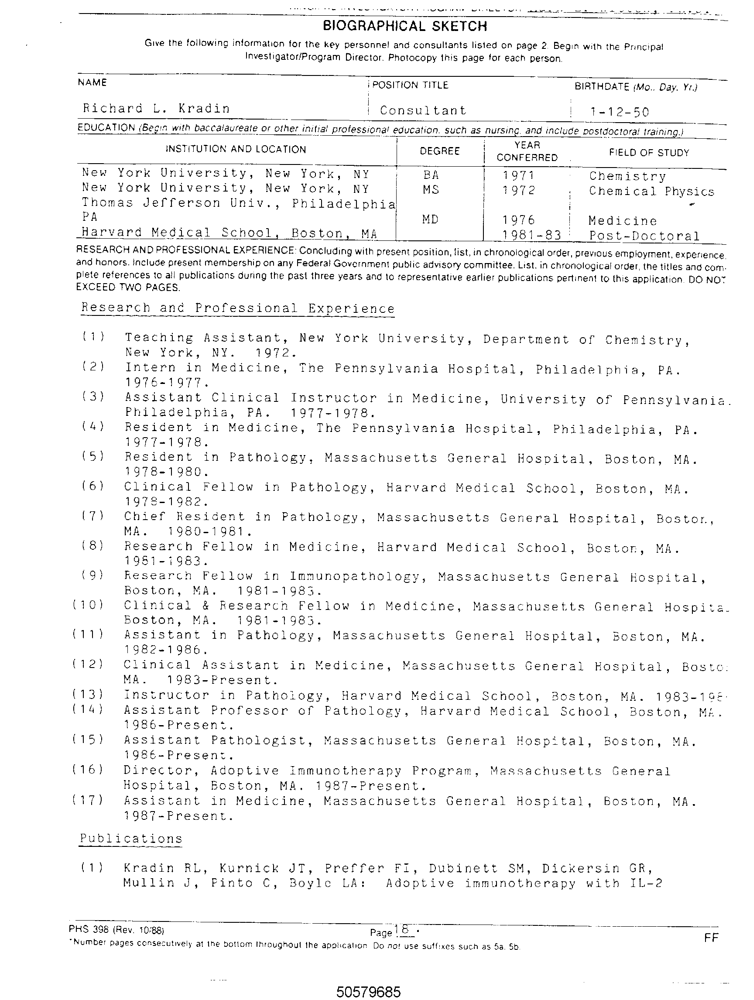 BIOGRAPHICAL SKETCH
Give the following information for the key personnel and consultants listed on page 2. Begin with the Principal
Investigator/Program Director. Photocopy this page for each person.
NAME POSITION TITLE BIRTHDATE (Mo., Day, Yr.)
Richard L. Kradin Consultant 1-12-50
EDUCATION (Begin with baccalaureate or other initial professional education, such as nursing, and include postdoctoral training.)
INSTITUTION AND LOCATION DEGREE YEAR CONFERRED FIELD OF STUDY
New York University, New York, NY BA 1971 Chemistry
New York University, New York, NY MS 1972 Chemical Physics
Thomas Jefferson Univ., Philadelphia
PA MD 1976 Medicine
Harvard Medical School, Boston, MA 1981-83 Post-Doctoral
RESEARCH AND PROFESSIONAL EXPERIENCE: Concluding with present position, list, in chronological order, previous employment, experience,
and honors. Include present membership on any Federal Government public advisory committee. List, in chronological order, the titles and com-
plete references to all publications during the past three years and to representative earlier publications pertinent to this application. DO NOT
EXCEED TWO PAGES.
Research and Professional Experience
(1) Teaching Assistant, New York University, Department of Chemistry,
New York, NY. 1972.
(2) Intern in Medicine, The Pennsylvania Hospital, Philadelphia, PA.
1976-1977.
(3) Assistant Clinical Instructor in Medicine, University of Pennsylvania.
Philadelphia, PA. 1977-1978.
(4) Resident in Medicine, The Pennsylvania Hospital, Philadelphia, PA.
1977-1978.
(5) Resident in Pathology, Massachusetts General Hospital, Boston, MA.
1978-1980.
(6) Clinical Fellow in Pathology, Harvard Medical School, Boston, MA.
1978-1982.
(7) Chief Resident in Pathology, Massachusetts General Hospital, Boston,
MA. 1980-1981.
(8) Research Fellow in Medicine, Harvard Medical School, Boston, MA.
1981-1983.
(9) Research Fellow in Immunopathology, Massachusetts General Hospital,
Boston, MA. 1981-1983.
(10) Clinical & Research Fellow in Medicine, Massachusetts General Hospita
Boston, MA. 1981-1983.
(11) Assistant in Pathology, Massachusetts General Hospital, Boston, MA.
1982-1986.
(12) Clinical Assistant in Medicine, Massachusetts General Hospital, Bosto
MA. 1983-Present.
(13) Instructor in Pathology, Harvard Medical School, Boston, MA. 1983-198
(14) Assistant Professor of Pathology, Harvard Medical School, Boston, MA.
1986-Present.
(15) Assistant Pathologist, Massachusetts General Hospital, Boston, MA.
1986-Present.
(16) Director, Adoptive Immunotherapy Program, Massachusetts General
Hospital, Boston, MA. 1987-Present.
(17) Assistant in Medicine, Massachusetts General Hospital, Boston, MA.
1987-Present.
Publications
(1) Kradin RL, Kurnick JT, Preffer FI, Dubinett SM, Dickersin GR,
Mullin J, Pinto C, Boyle LA: Adoptive immunotherapy with IL-2
PHS 398 (Rev. 10/88) Page 18 * FF
*Number pages consecutively at the bottom throughout the application. Do not use suffixes such as 5a, 5b.
50579685